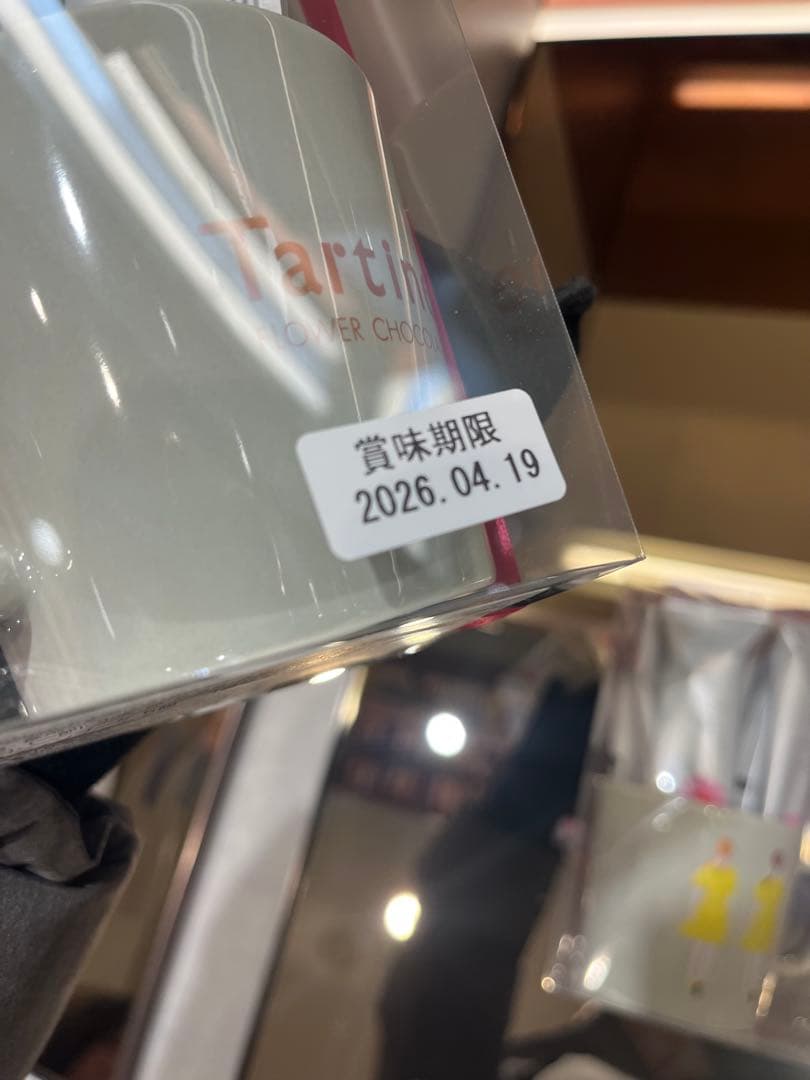 Tartin
FLOWER CHOCO
賞味期限
2026.04.19